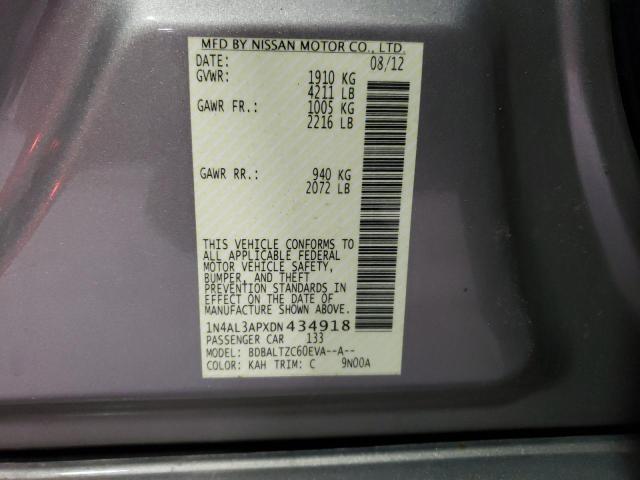 MFD BY NISSAN MOTOR CO., LTD.
DATE: 08/12
GVWR: 1910 KG
4211 LB
GAWR FR.: 1005 KG
2216 LB
GAWR RR.: 940 KG
2072 LB
THIS VEHICLE CONFORMS TO
ALL APPLICABLE FEDERAL
MOTOR VEHICLE SAFETY,
BUMPER, AND THEFT
PREVENTION STANDARDS IN
EFFECT ON THE DATE OF
MANUFACTURE SHOWN ABOVE.
1N4AL3APXDN434918
PASSENGER CAR 133
MODEL: BDBALTZC60EVA--A--
COLOR: KAH TRIM: C 9N00A